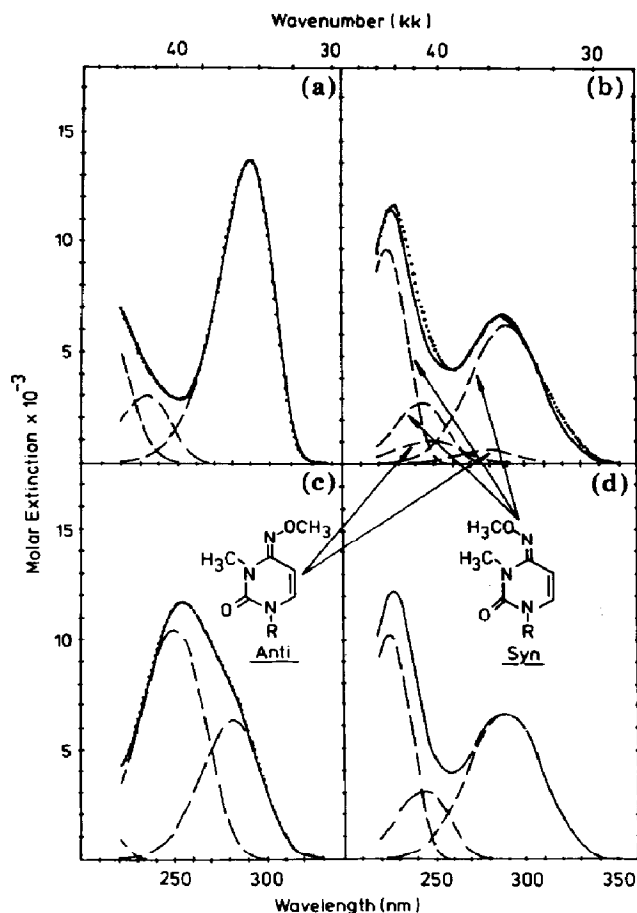 Wavenumber (kk)
40 30 40 30
(a) (b)
15
10
5
Molar Extinction × 10⁻³
(c) (d)
15
10
5
OCH₃
N
H₃C
N
O
N
R
Anti
H₃CO
N
H₃C
N
O
N
R
Syn
250 300 250 300 350
Wavelength (nm)